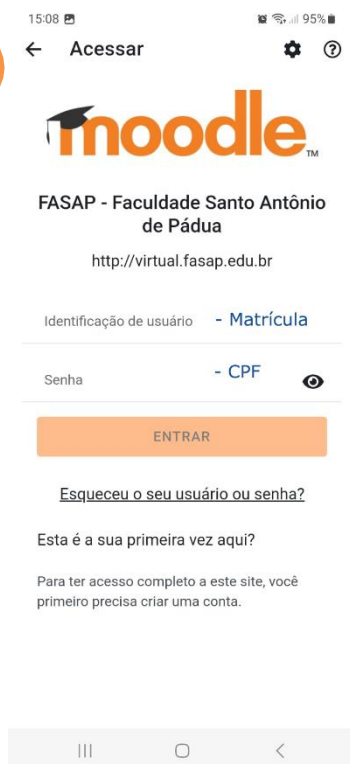 15:08 95%
Acessar
moodle TM
FASAP - Faculdade Santo Antônio
de Pádua
http://virtual.fasap.edu.br
Identificação de usuário - Matrícula
Senha - CPF
ENTRAR
Esqueceu o seu usuário ou senha?
Esta é a sua primeira vez aqui?
Para ter acesso completo a este site, você
primeiro precisa criar uma conta.